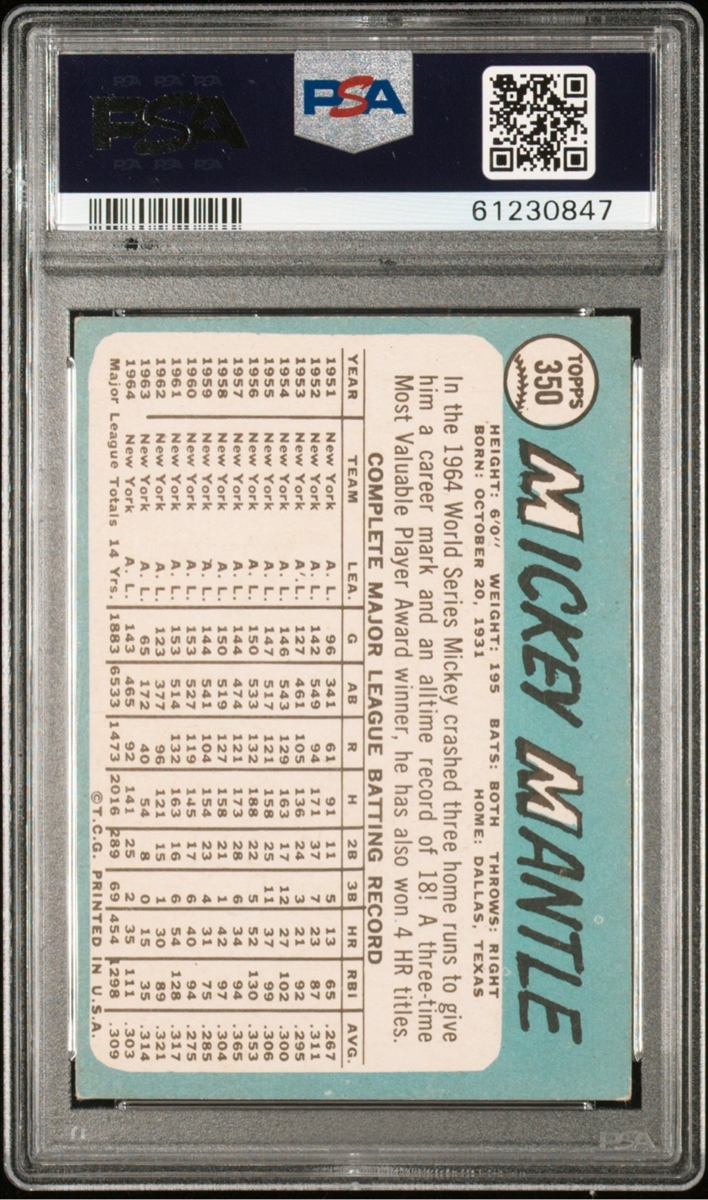 PSA PSA PSA
PSA
PSA PSA PSA
PSA
61230847
TOPPS
350
MICKEY MANTLE
HEIGHT: 6'0" WEIGHT: 195 BATS: BOTH THROWS: RIGHT
BORN: OCTOBER 20, 1931 HOME: DALLAS, TEXAS
In the 1964 World Series Mickey crashed three home runs to give
him a career mark and an alltime record of 18! A three-time
Most Valuable Player Award winner, he has also won 4 HR titles.
COMPLETE MAJOR LEAGUE BATTING RECORD
YEAR TEAM LEA G AB R H 2B 3B HR RBI AVG.
1951 New York A. L. 96 341 61 91 11 5 13 65 .267
1952 New York A. L. 142 549 94 171 37 7 23 87 .311
1953 New York A. L. 127 461 105 136 24 3 21 92 .295
1954 New York A. L. 146 543 129 163 17 12 27 102 .300
1955 New York A. L. 147 517 121 158 25 11 37 99 .306
1956 New York A. L. 150 533 132 188 22 5 52 130 .353
1957 New York A. L. 144 474 121 173 28 6 34 94 .365
1958 New York A. L. 150 519 127 158 21 1 42 97 .304
1959 New York A. L. 144 541 104 154 23 4 31 75 .285
1960 New York A. L. 153 527 119 145 17 6 40 94 .275
1961 New York A. L. 153 514 132 163 16 6 54 128 .317
1962 New York A. L. 123 377 96 121 15 1 30 89 .321
1963 New York A. L. 65 172 40 54 8 0 15 35 .314
1964 New York A. L. 143 465 92 141 25 2 35 111 .303
Major League Totals 14 Yrs. 1883 6533 1473 2016 289 69 454 1298 .309
©T.C.G. PRINTED IN U.S.A.
PSA